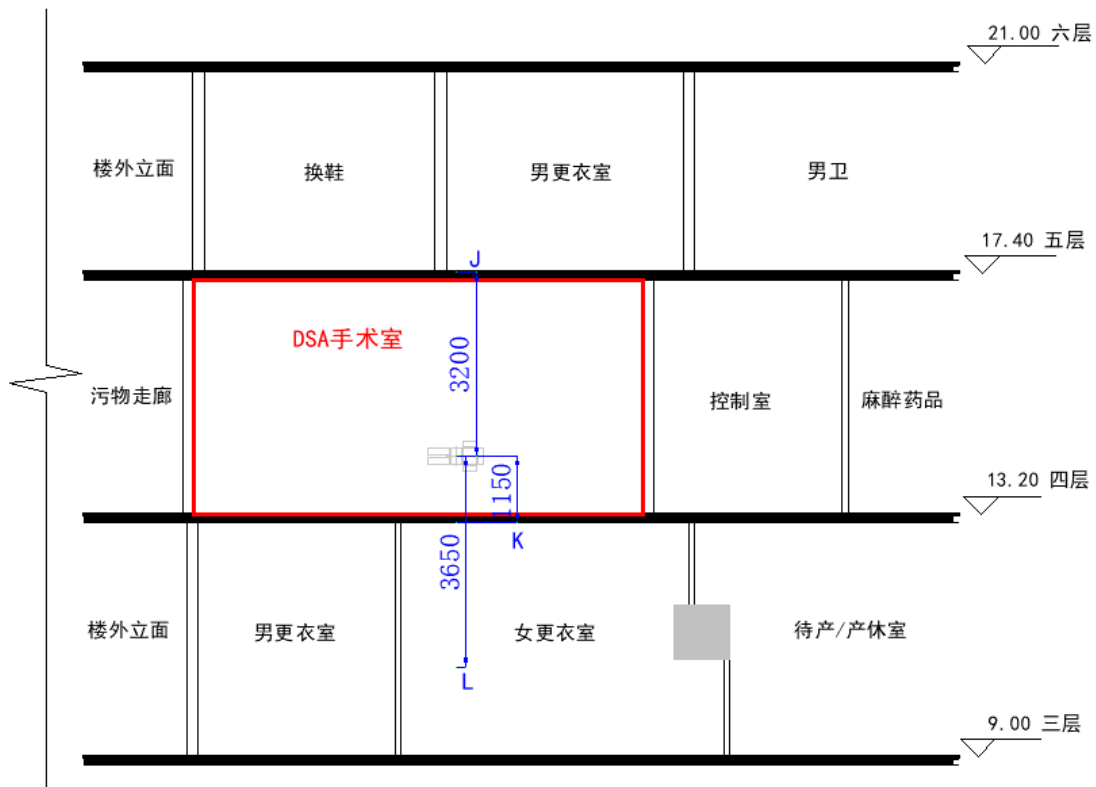 21.00 六层
楼外立面
换鞋
男更衣室
男卫
17.40 五层
J
DSA手术室
3200
污物走廊
控制室
麻醉药品
1150
13.20 四层
K
3650
楼外立面
男更衣室
女更衣室
待产/产休室
L
9.00 三层